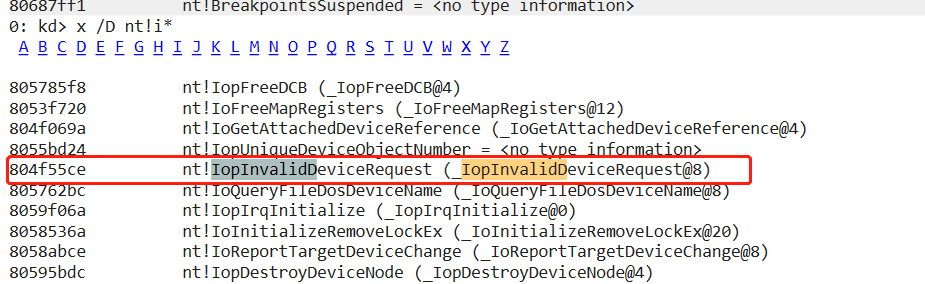 80687ff1 nt!BreakpointsSuspended = <no type information>
0: kd> x /D nt!i*
A B C D E F G H I J K L M N O P Q R S T U V W X Y Z
805785f8 nt!IopFreeDCB (_IopFreeDCB@4)
8053f720 nt!IoFreeMapRegisters (_IoFreeMapRegisters@12)
804f069a nt!IoGetAttachedDeviceReference (_IoGetAttachedDeviceReference@4)
8055bd24 nt!IopUniqueDeviceObjectNumber = <no type information>
804f55ce nt!IopInvalidDeviceRequest (_IopInvalidDeviceRequest@8)
805762bc nt!IoQueryFileDosDeviceName (_IoQueryFileDosDeviceName@8)
8059f06a nt!IopIrqInitialize (_IopIrqInitialize@0)
8058536a nt!IoInitializeRemoveLockEx (_IoInitializeRemoveLockEx@20)
8058abce nt!IoReportTargetDeviceChange (_IoReportTargetDeviceChange@8)
80595bdc nt!IopDestroyDeviceNode (_IopDestroyDeviceNode@4)